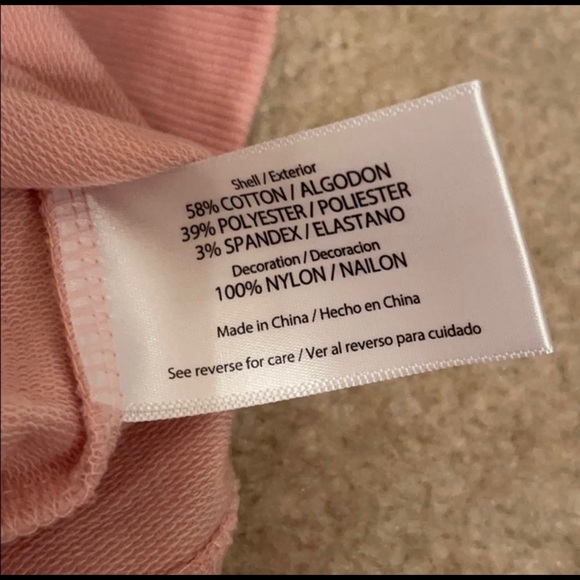 Shell / Exterior
58% COTTON / ALGODON
39% POLYESTER / POLIESTER
3% SPANDEX / ELASTANO
Decoration / Decoracion
100% NYLON / NAILON
Made in China / Hecho en China
See reverse for care / Ver al reverso para cuidado